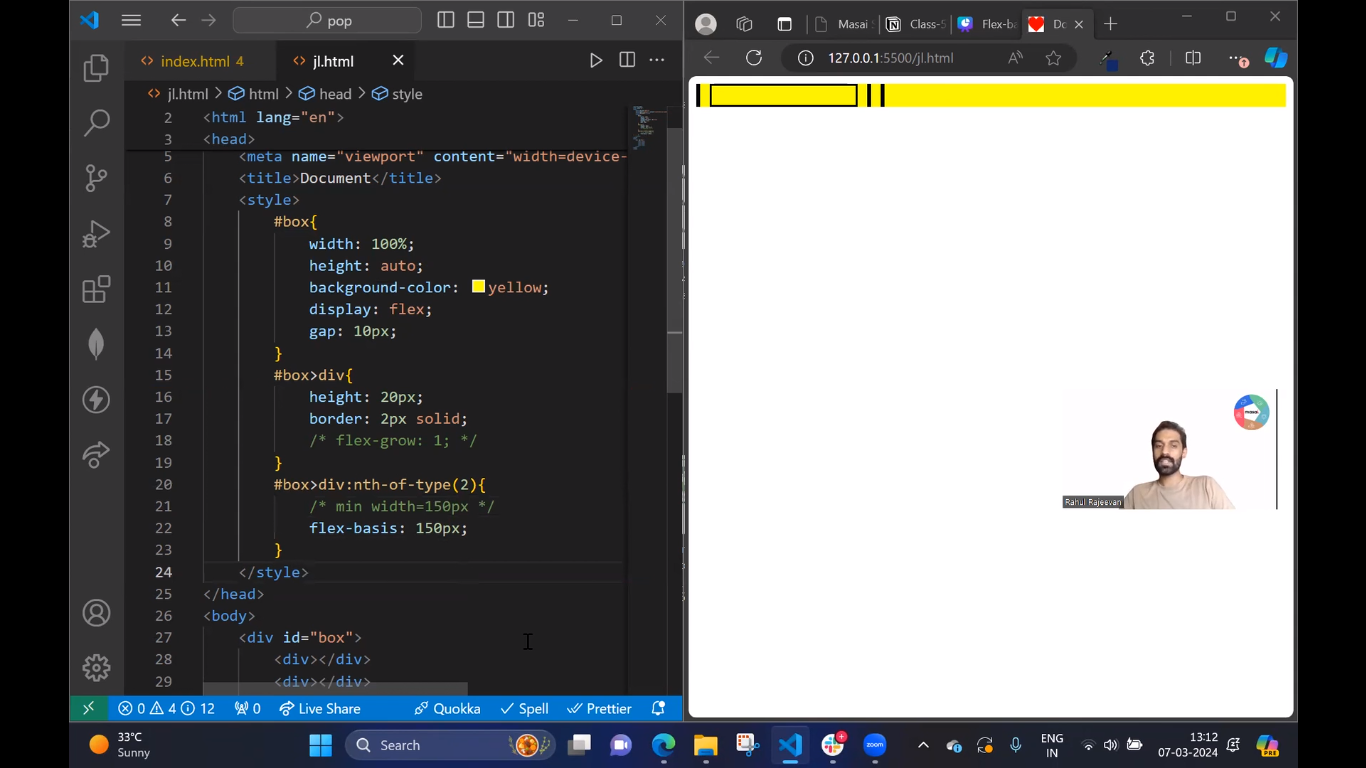 pop
Masai
Class-5
Flex-ba
Do
index.html 4
jl.html
127.0.0.1:5500/jl.html
jl.html > html > head > style
2 <html lang="en">
3 <head>
5 <meta name="viewport" content="width=device-
6 <title>Document</title>
7 <style>
8 #box{
9 width: 100%;
10 height: auto;
11 background-color: yellow;
12 display: flex;
13 gap: 10px;
14 }
15 #box>div{
16 height: 20px;
17 border: 2px solid;
18 /* flex-grow: 1; */
19 }
20 #box>div:nth-of-type(2){
21 /* min width=150px */
22 flex-basis: 150px;
23 }
24 </style>
25 </head>
26 <body>
27 <div id="box">
28 <div></div>
29 <div></div>
masai
Rahul Rajeevan
0 4 12 0 Live Share Quokka Spell Prettier
33°C
Sunny
Search
zoom
ENG
IN
13:12
07-03-2024
PRE